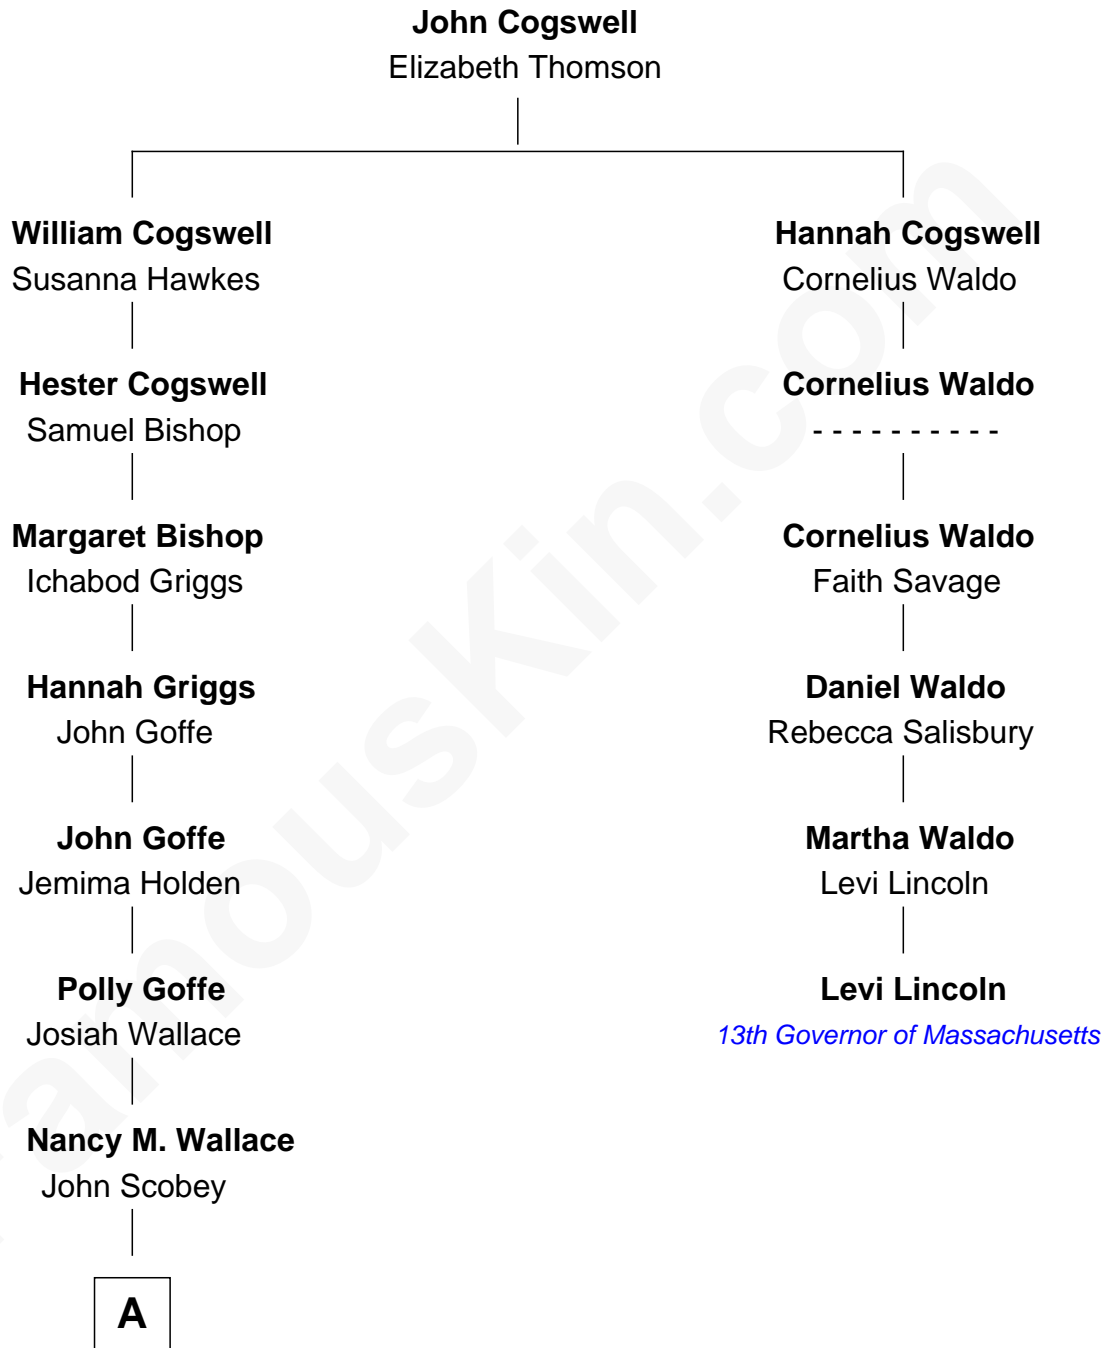 John Cogswell
Elizabeth Thomson
William Cogswell
Susanna Hawkes
Hannah Cogswell
Cornelius Waldo
Hester Cogswell
Samuel Bishop
Cornelius Waldo
- - - - - - - - - -
Margaret Bishop
Ichabod Griggs
Cornelius Waldo
Faith Savage
Hannah Griggs
John Goffe
Daniel Waldo
Rebecca Salisbury
John Goffe
Jemima Holden
Martha Waldo
Levi Lincoln
Polly Goffe
Josiah Wallace
Levi Lincoln
13th Governor of Massachusetts
Nancy M. Wallace
John Scobey
A
FamousKin.com